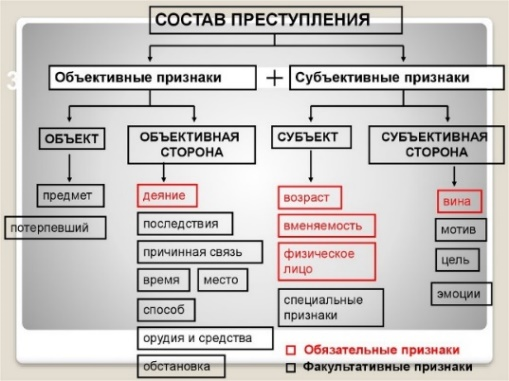 СОСТАВ ПРЕСТУПЛЕНИЯ
3
Объективные признаки + Субъективные признаки
ОБЪЕКТ
ОБЪЕКТИВНАЯ
СТОРОНА
СУБЪЕКТ
СУБЪЕКТИВНАЯ
СТОРОНА
предмет
потерпевший
деяние
последствия
причинная связь
время
место
способ
орудия и средства
обстановка
возраст
вменяемость
физическое
лицо
специальные
признаки
вина
мотив
цель
эмоции
Обязательные признаки
Факультативные признаки